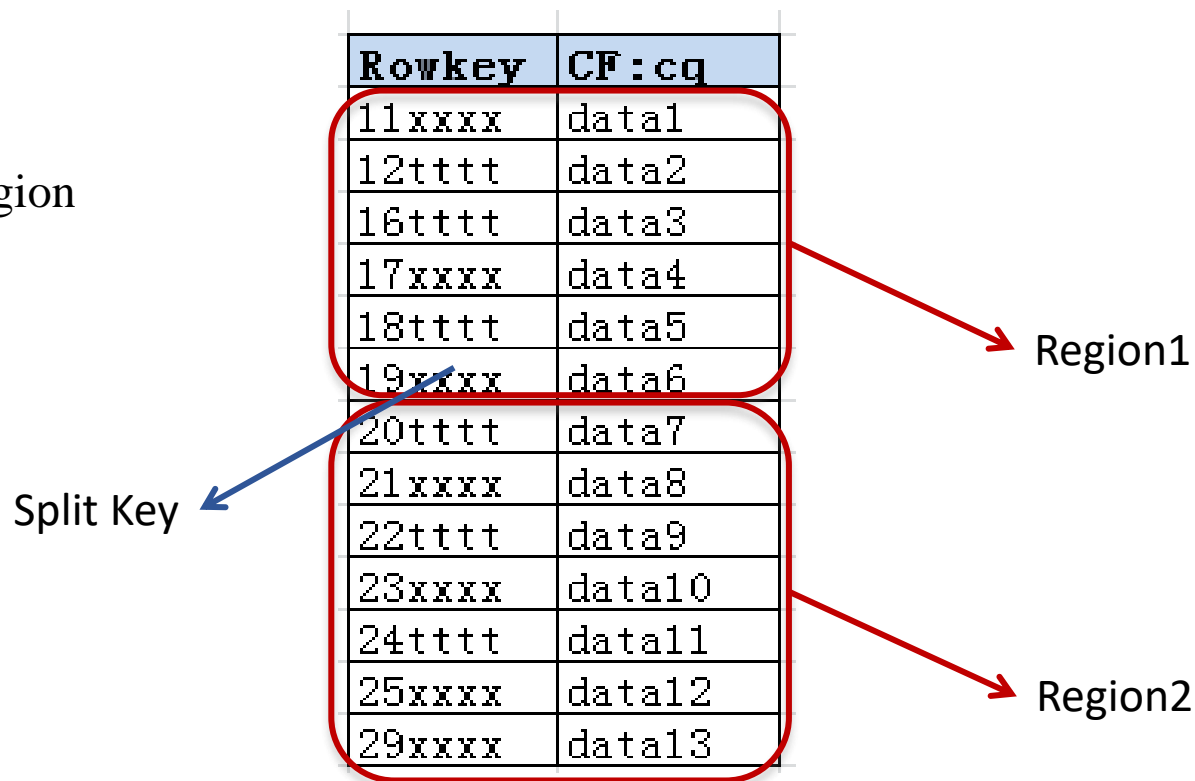 Rowkey CF:cq
11xxxx data1
12tttt data2
gion
16tttt data3
17xxxx data4
18tttt data5
Region1
19xxxx data6
20tttt data7
21xxxx data8
Split Key
22tttt data9
23xxxx data10
24tttt data11
25xxxx data12
Region2
29xxxx data13